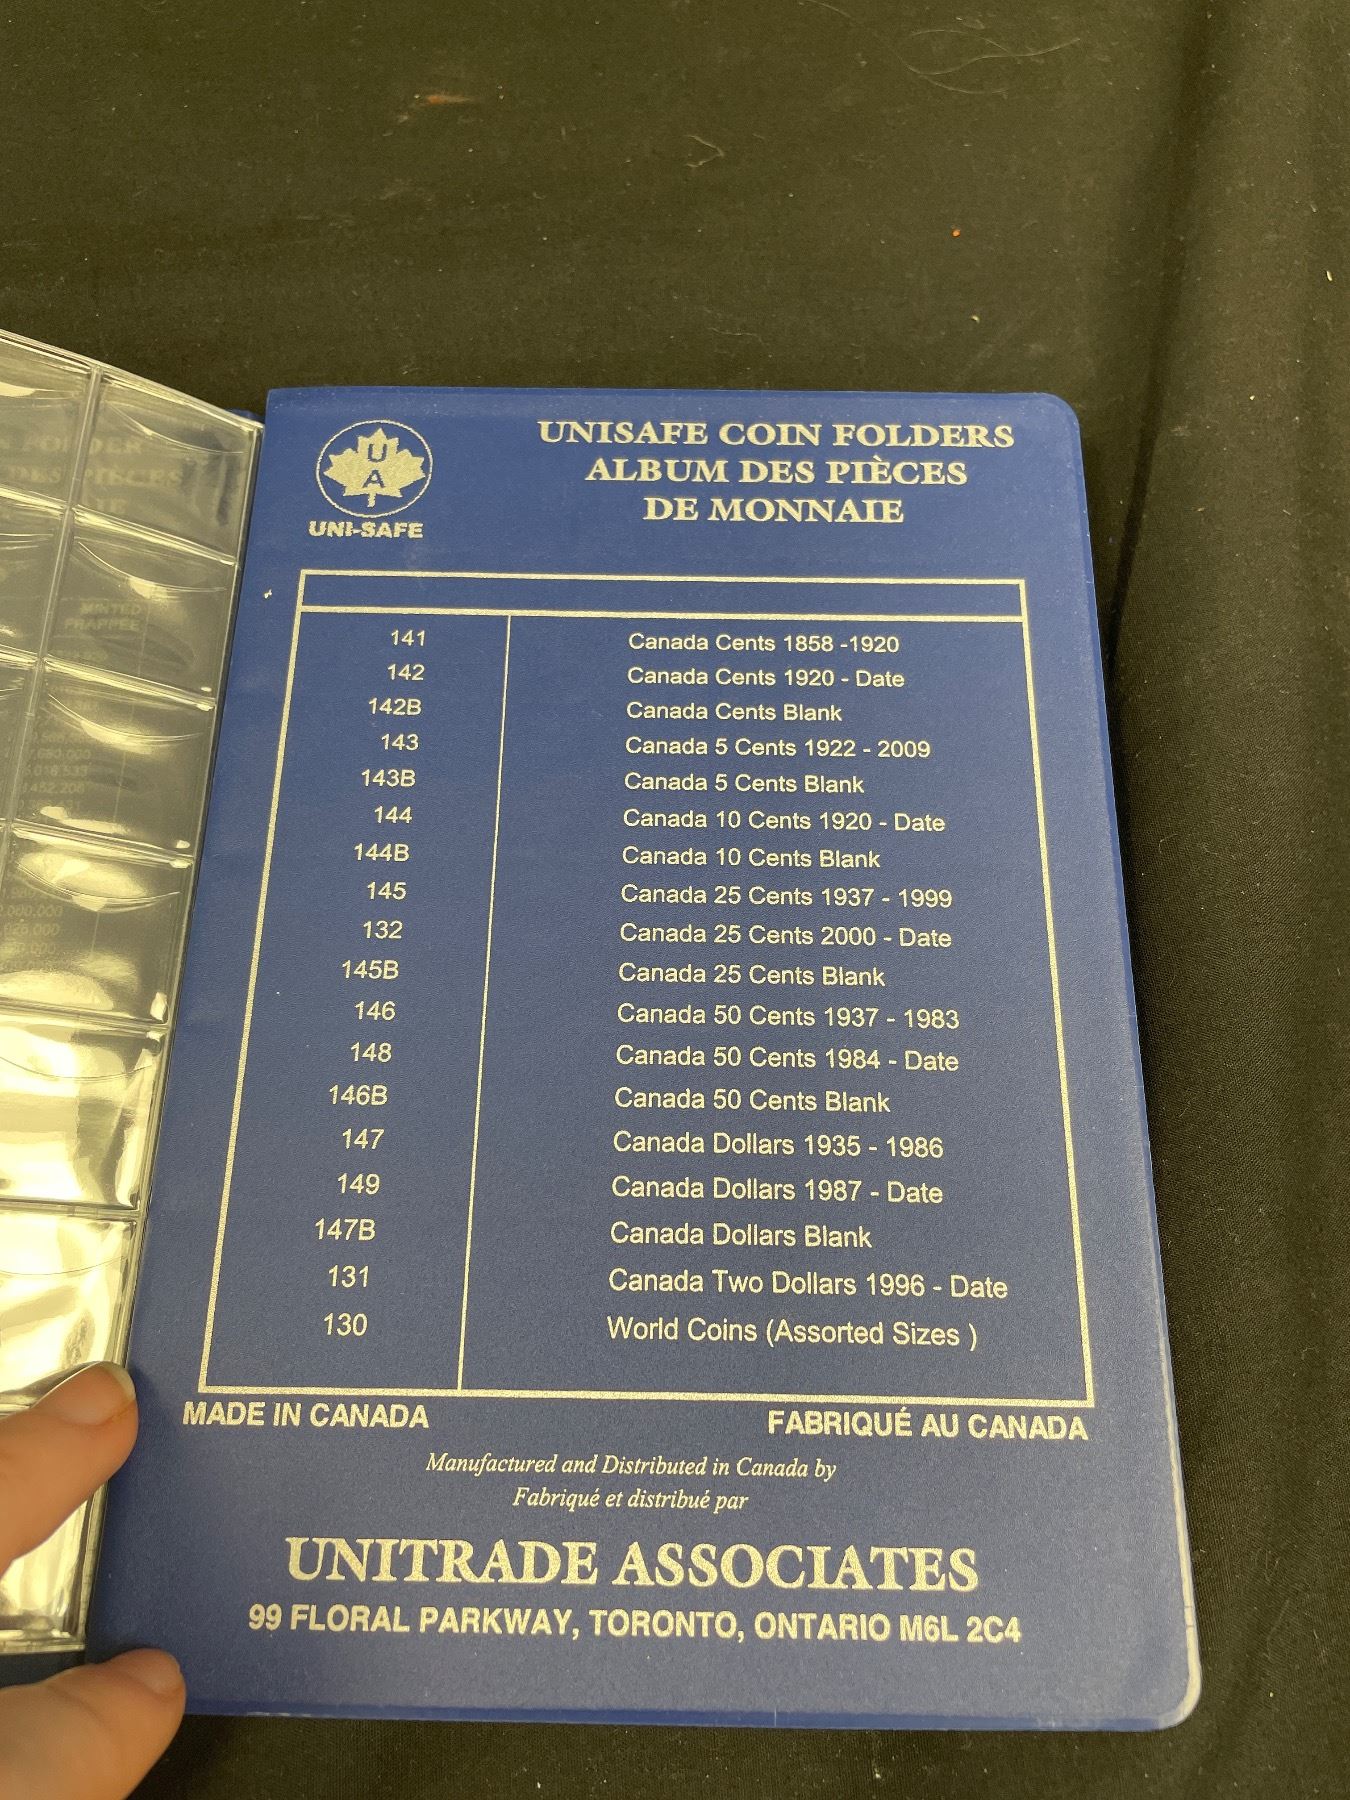 U
A
UNI-SAFE
UNISAFE COIN FOLDERS
ALBUM DES PIÈCES
DE MONNAIE
141 Canada Cents 1858 -1920
142 Canada Cents 1920 - Date
142B Canada Cents Blank
143 Canada 5 Cents 1922 - 2009
143B Canada 5 Cents Blank
144 Canada 10 Cents 1920 - Date
144B Canada 10 Cents Blank
145 Canada 25 Cents 1937 - 1999
132 Canada 25 Cents 2000 - Date
145B Canada 25 Cents Blank
146 Canada 50 Cents 1937 - 1983
148 Canada 50 Cents 1984 - Date
146B Canada 50 Cents Blank
147 Canada Dollars 1935 - 1986
149 Canada Dollars 1987 - Date
147B Canada Dollars Blank
131 Canada Two Dollars 1996 - Date
130 World Coins (Assorted Sizes )
MADE IN CANADA FABRIQUÉ AU CANADA
Manufactured and Distributed in Canada by
Fabriqué et distribué par
UNITRADE ASSOCIATES
99 FLORAL PARKWAY, TORONTO, ONTARIO M6L 2C4
MINTED
FRAPPÉE